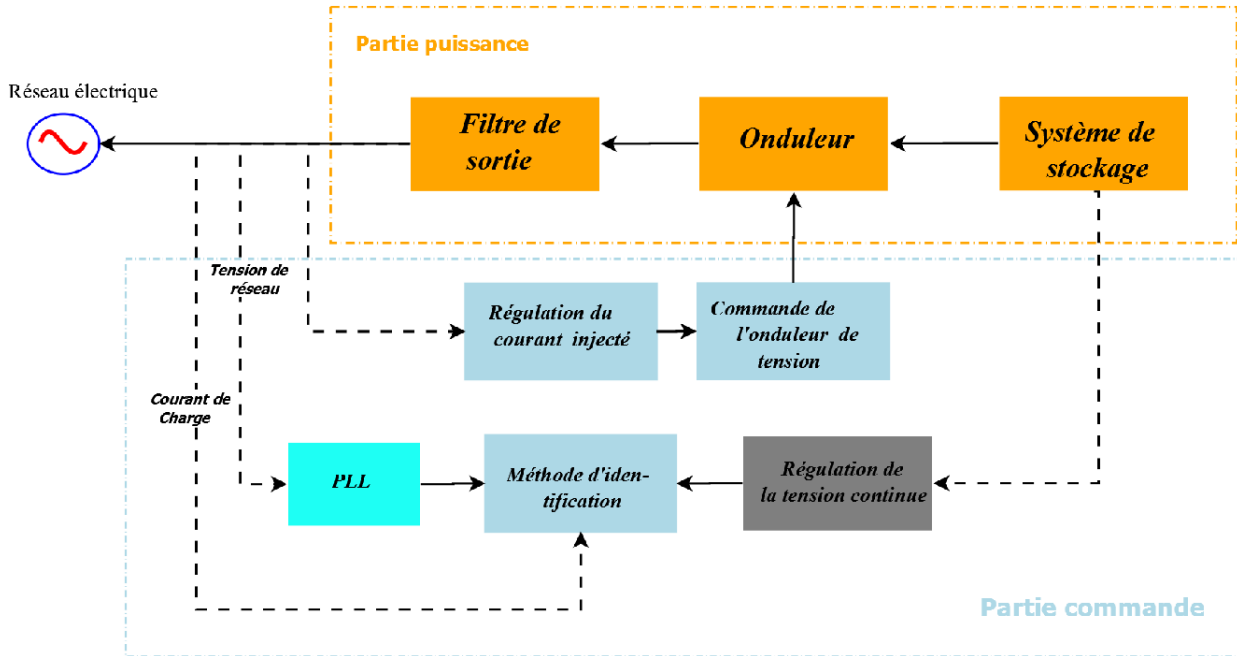 Partie puissance
Réseau électrique
Filtre de
sortie
Onduleur
Système de
stockage
Tension de
réseau
Régulation du
courant injecté
Commande de
l'onduleur de
tension
Courant de
Charge
PLL
Méthode d'iden-
tification
Régulation de
la tension continue
Partie commande